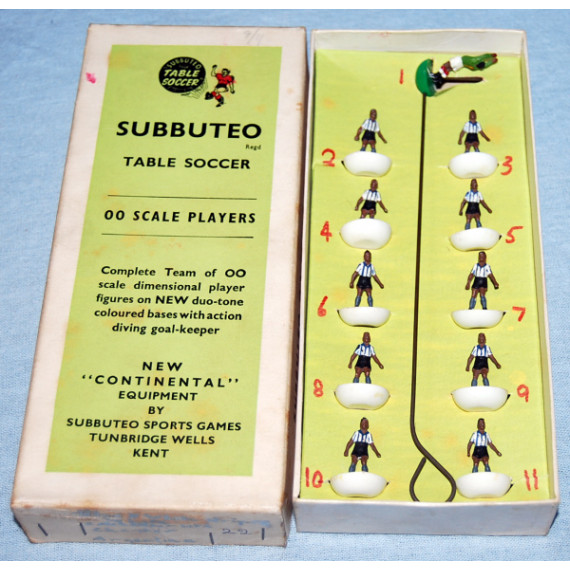 SUBBUTEO
TABLE
SOCCER
SUBBUTEO
Regd
TABLE SOCCER
OO SCALE PLAYERS
Complete Team of OO
scale dimensional player
figures on NEW duo-tone
coloured bases with action
diving goal-keeper
NEW
"CONTINENTAL"
EQUIPMENT
BY
SUBBUTEO SPORTS GAMES
TUNBRIDGE WELLS
KENT
1
2
3
4
5
6
7
8
9
10
11